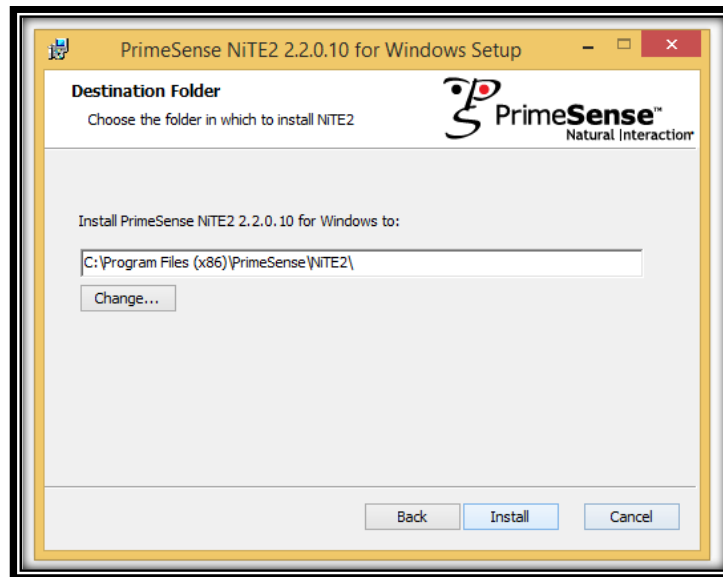 PrimeSense NiTE2 2.2.0.10 for Windows Setup
Destination Folder
Choose the folder in which to install NiTE2
PrimeSense™
Natural Interaction™
Install PrimeSense NiTE2 2.2.0.10 for Windows to:
C:\Program Files (x86)\PrimeSense\NiTE2\
Change...
Back Install Cancel